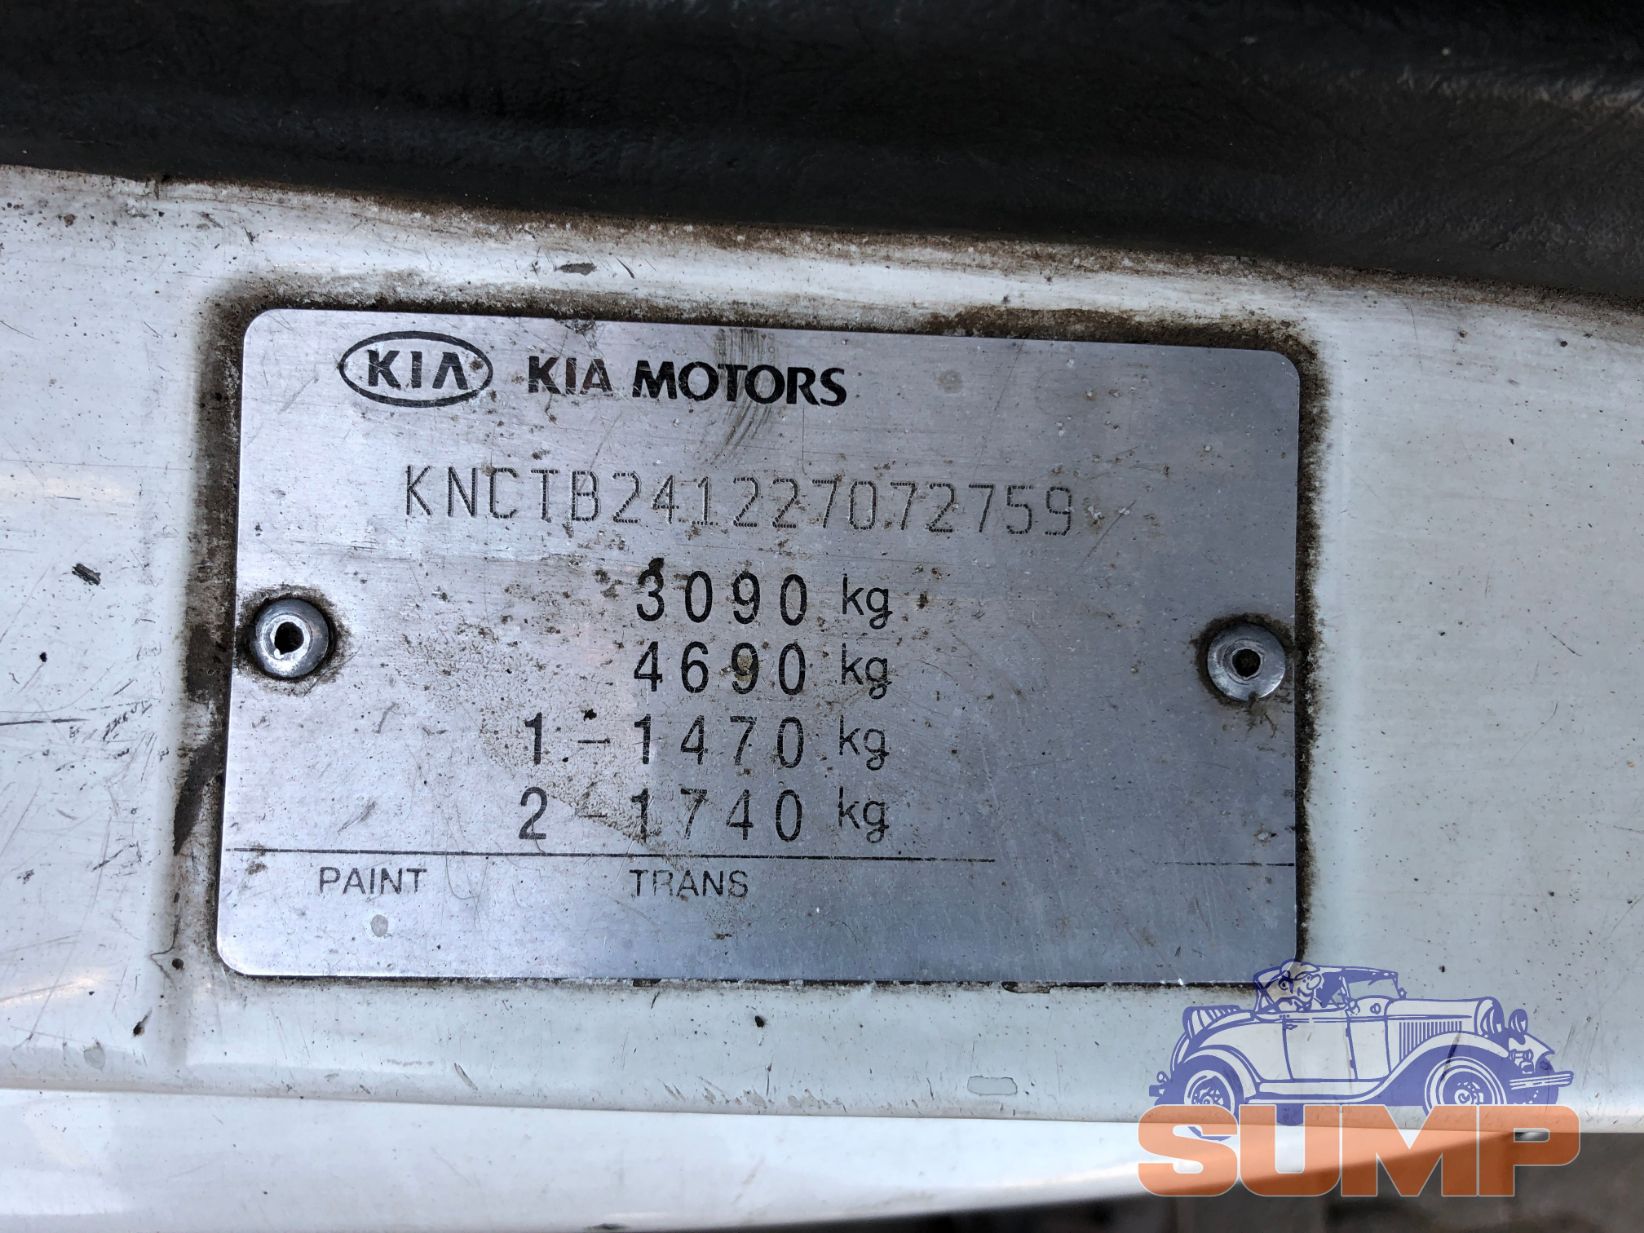 KIA KIA MOTORS
KNCTB241227072759
3090 kg
4690 kg
1 - 1470 kg
2 - 1740 kg
PAINT TRANS
SUMP